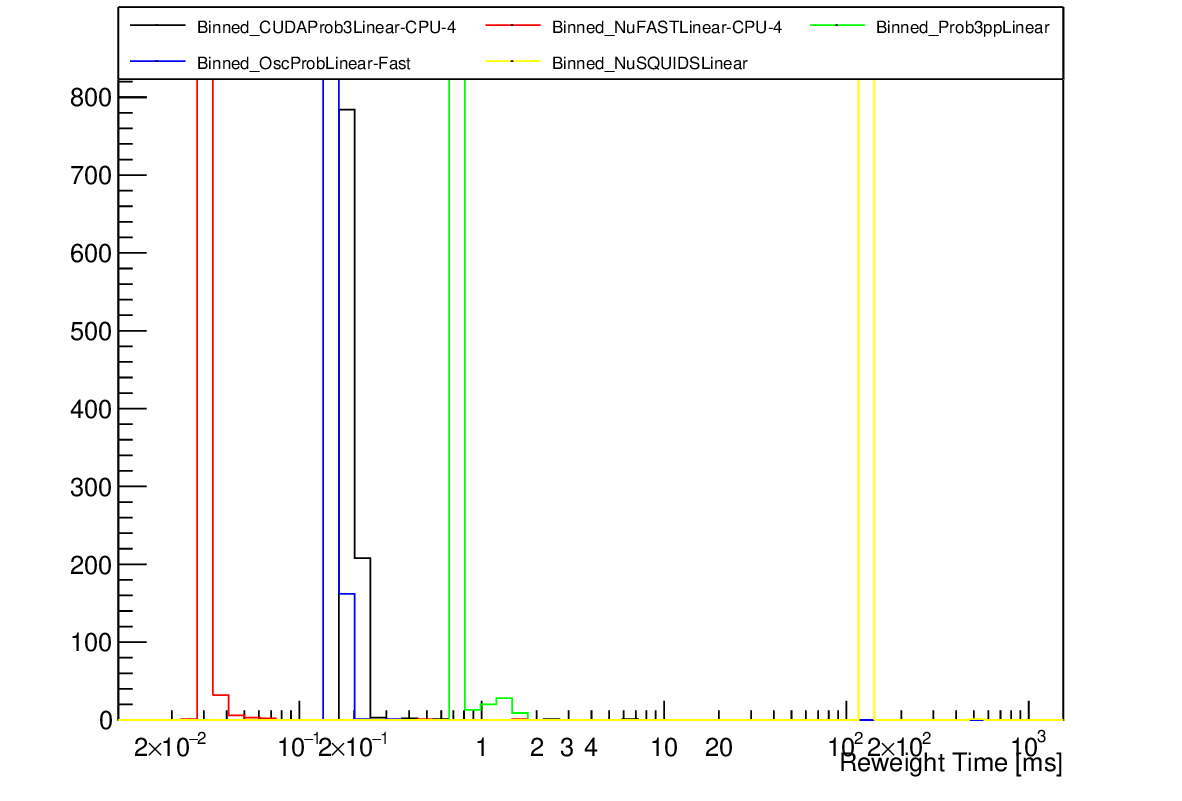 Binned_CUDAProb3Linear-CPU-4 Binned_NuFASTLinear-CPU-4 Binned_Prob3ppLinear
Binned_OscProbLinear-Fast Binned_NuSQUIDSLinear
800
700
600
500
400
300
200
100
0
2×10⁻² 10⁻¹ 2×10⁻¹ 1 2 3 4 10 20 10² 2×10² 10³
Reweight Time [ms]